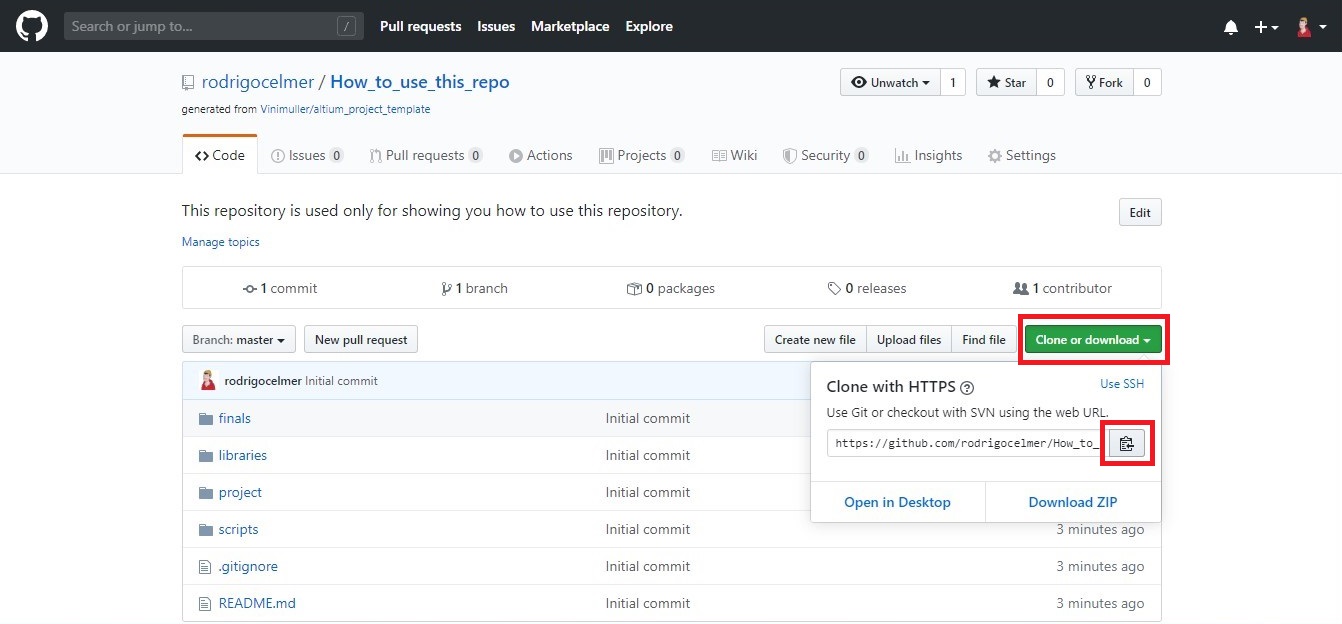 Search or jump to... / Pull requests Issues Marketplace Explore
rodrigocelmer / How_to_use_this_repo Unwatch 1 Star 0 Fork 0
generated from Vinimuller/altium_project_template
Code Issues 0 Pull requests 0 Actions Projects 0 Wiki Security 0 Insights Settings
This repository is used only for showing you how to use this repository. Edit
Manage topics
1 commit 1 branch 0 packages 0 releases 1 contributor
Branch: master New pull request Create new file Upload files Find file Clone or download
rodrigocelmer Initial commit
Clone with HTTPS ? Use SSH
Use Git or checkout with SVN using the web URL.
https://github.com/rodrigocelmer/How_to_
Open in Desktop Download ZIP
finals Initial commit
libraries Initial commit
project Initial commit
scripts Initial commit 3 minutes ago
.gitignore Initial commit 3 minutes ago
README.md Initial commit 3 minutes ago